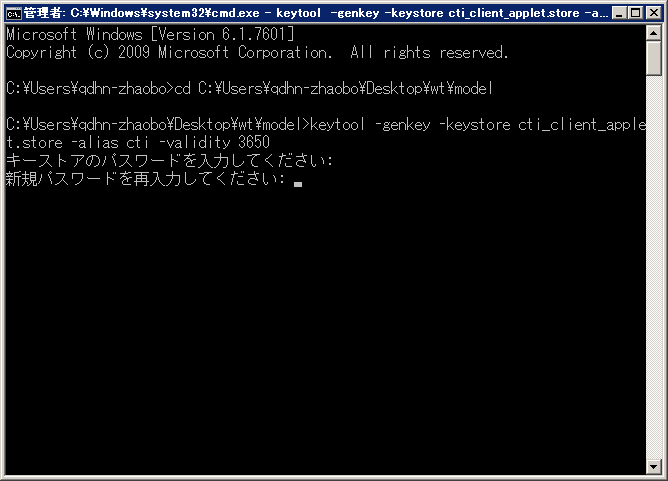 管理者: C:¥Windows¥system32¥cmd.exe - keytool  -genkey -keystore cti_client_applet.store -a...
Microsoft Windows [Version 6.1.7601]
Copyright (c) 2009 Microsoft Corporation.  All rights reserved.
C:¥Users¥qdhn-zhaobo>cd C:¥Users¥qdhn-zhaobo¥Desktop¥wt¥model
C:¥Users¥qdhn-zhaobo¥Desktop¥wt¥model>keytool -genkey -keystore cti_client_apple
t.store -alias cti -validity 3650
キーストアのパスワードを入力してください:
新規パスワードを再入力してください: